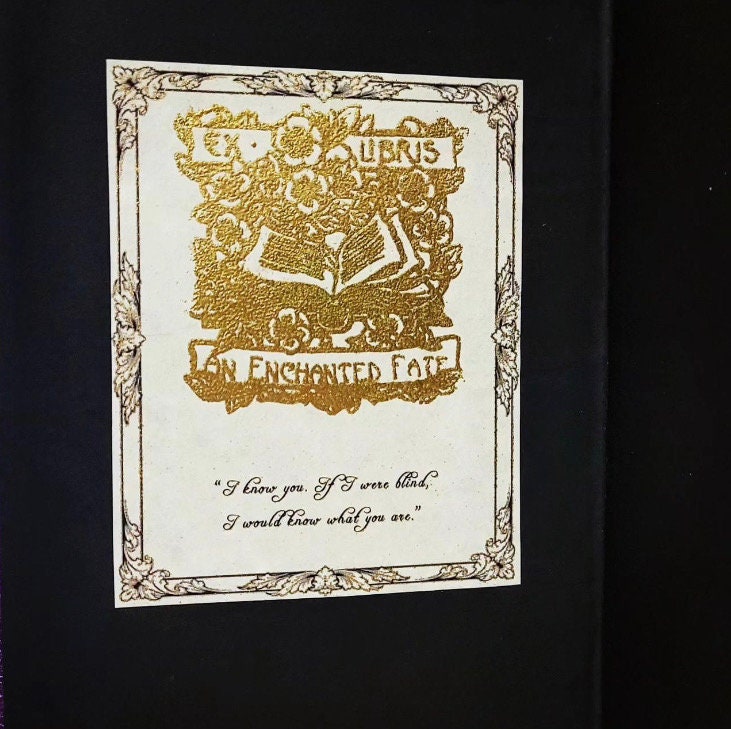 EX · LIBRIS
AN ENCHANTED FATE
“I know you. If I were blind,
I would know what you are.”